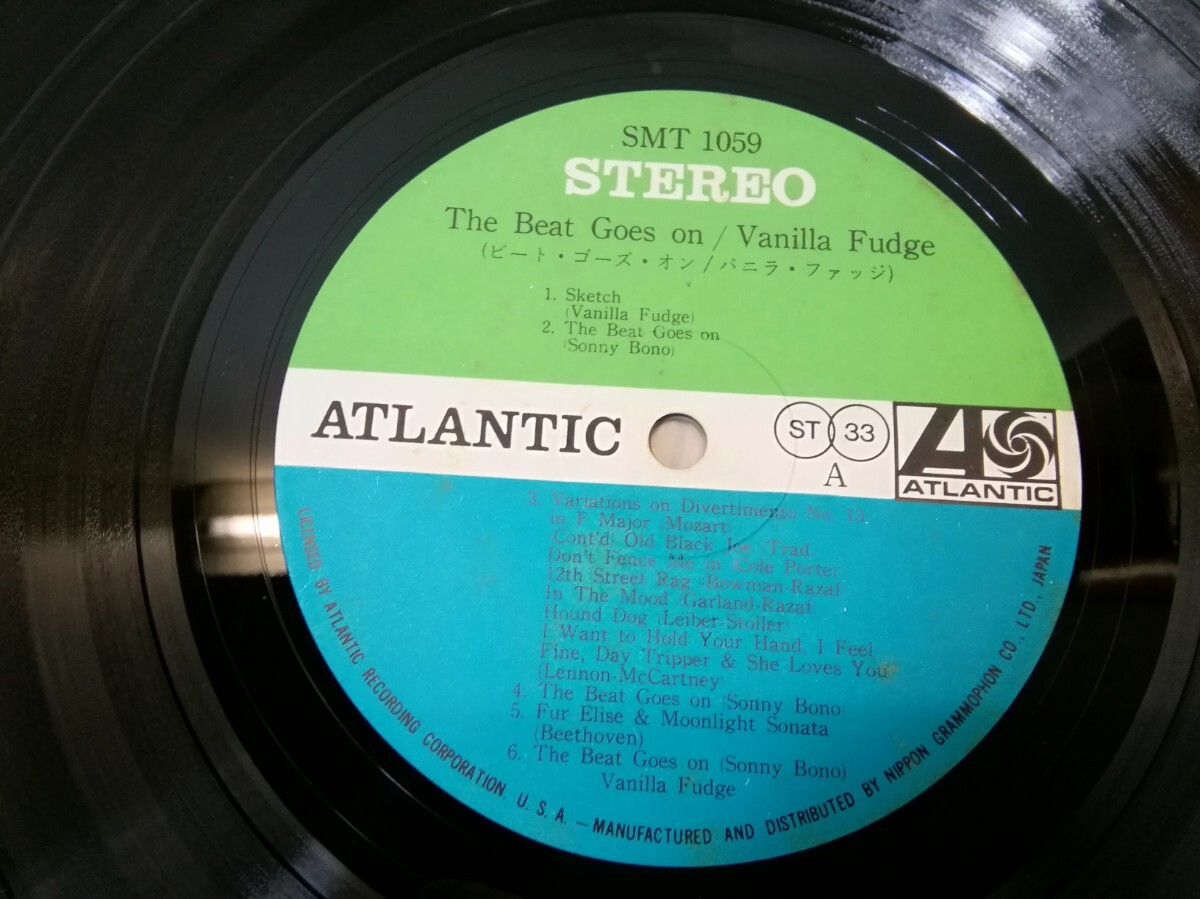 SMT 1059
STEREO
The Beat Goes on / Vanilla Fudge
(ビート・ゴーズ・オン/バニラ・ファッジ)
1. Sketch
(Vanilla Fudge)
2. The Beat Goes on
(Sonny Bono)
ATLANTIC
ST 33
A
ATLANTIC
3. Variations on Divertimento No. 13
in F Major (Mozart)
(Cont'd) Old Black Joe (Trad.
Don't Fence Me in (Cole Porter
12th Street Rag (Bowman-Razaf
In The Mood (Garland-Razaf)
Hound Dog (Leiber-Stoller)
I Want to Hold Your Hand, I Feel
Fine, Day Tripper & She Loves You
(Lennon-McCartney)
4. The Beat Goes on (Sonny Bono)
5. Fur Elise & Moonlight Sonata
(Beethoven)
6. The Beat Goes on (Sonny Bono)
Vanilla Fudge
LICENSED BY ATLANTIC RECORDING CORPORATION. U. S. A. — MANUFACTURED AND DISTRIBUTED BY NIPPON GRAMMOPHON CO., LTD., JAPAN